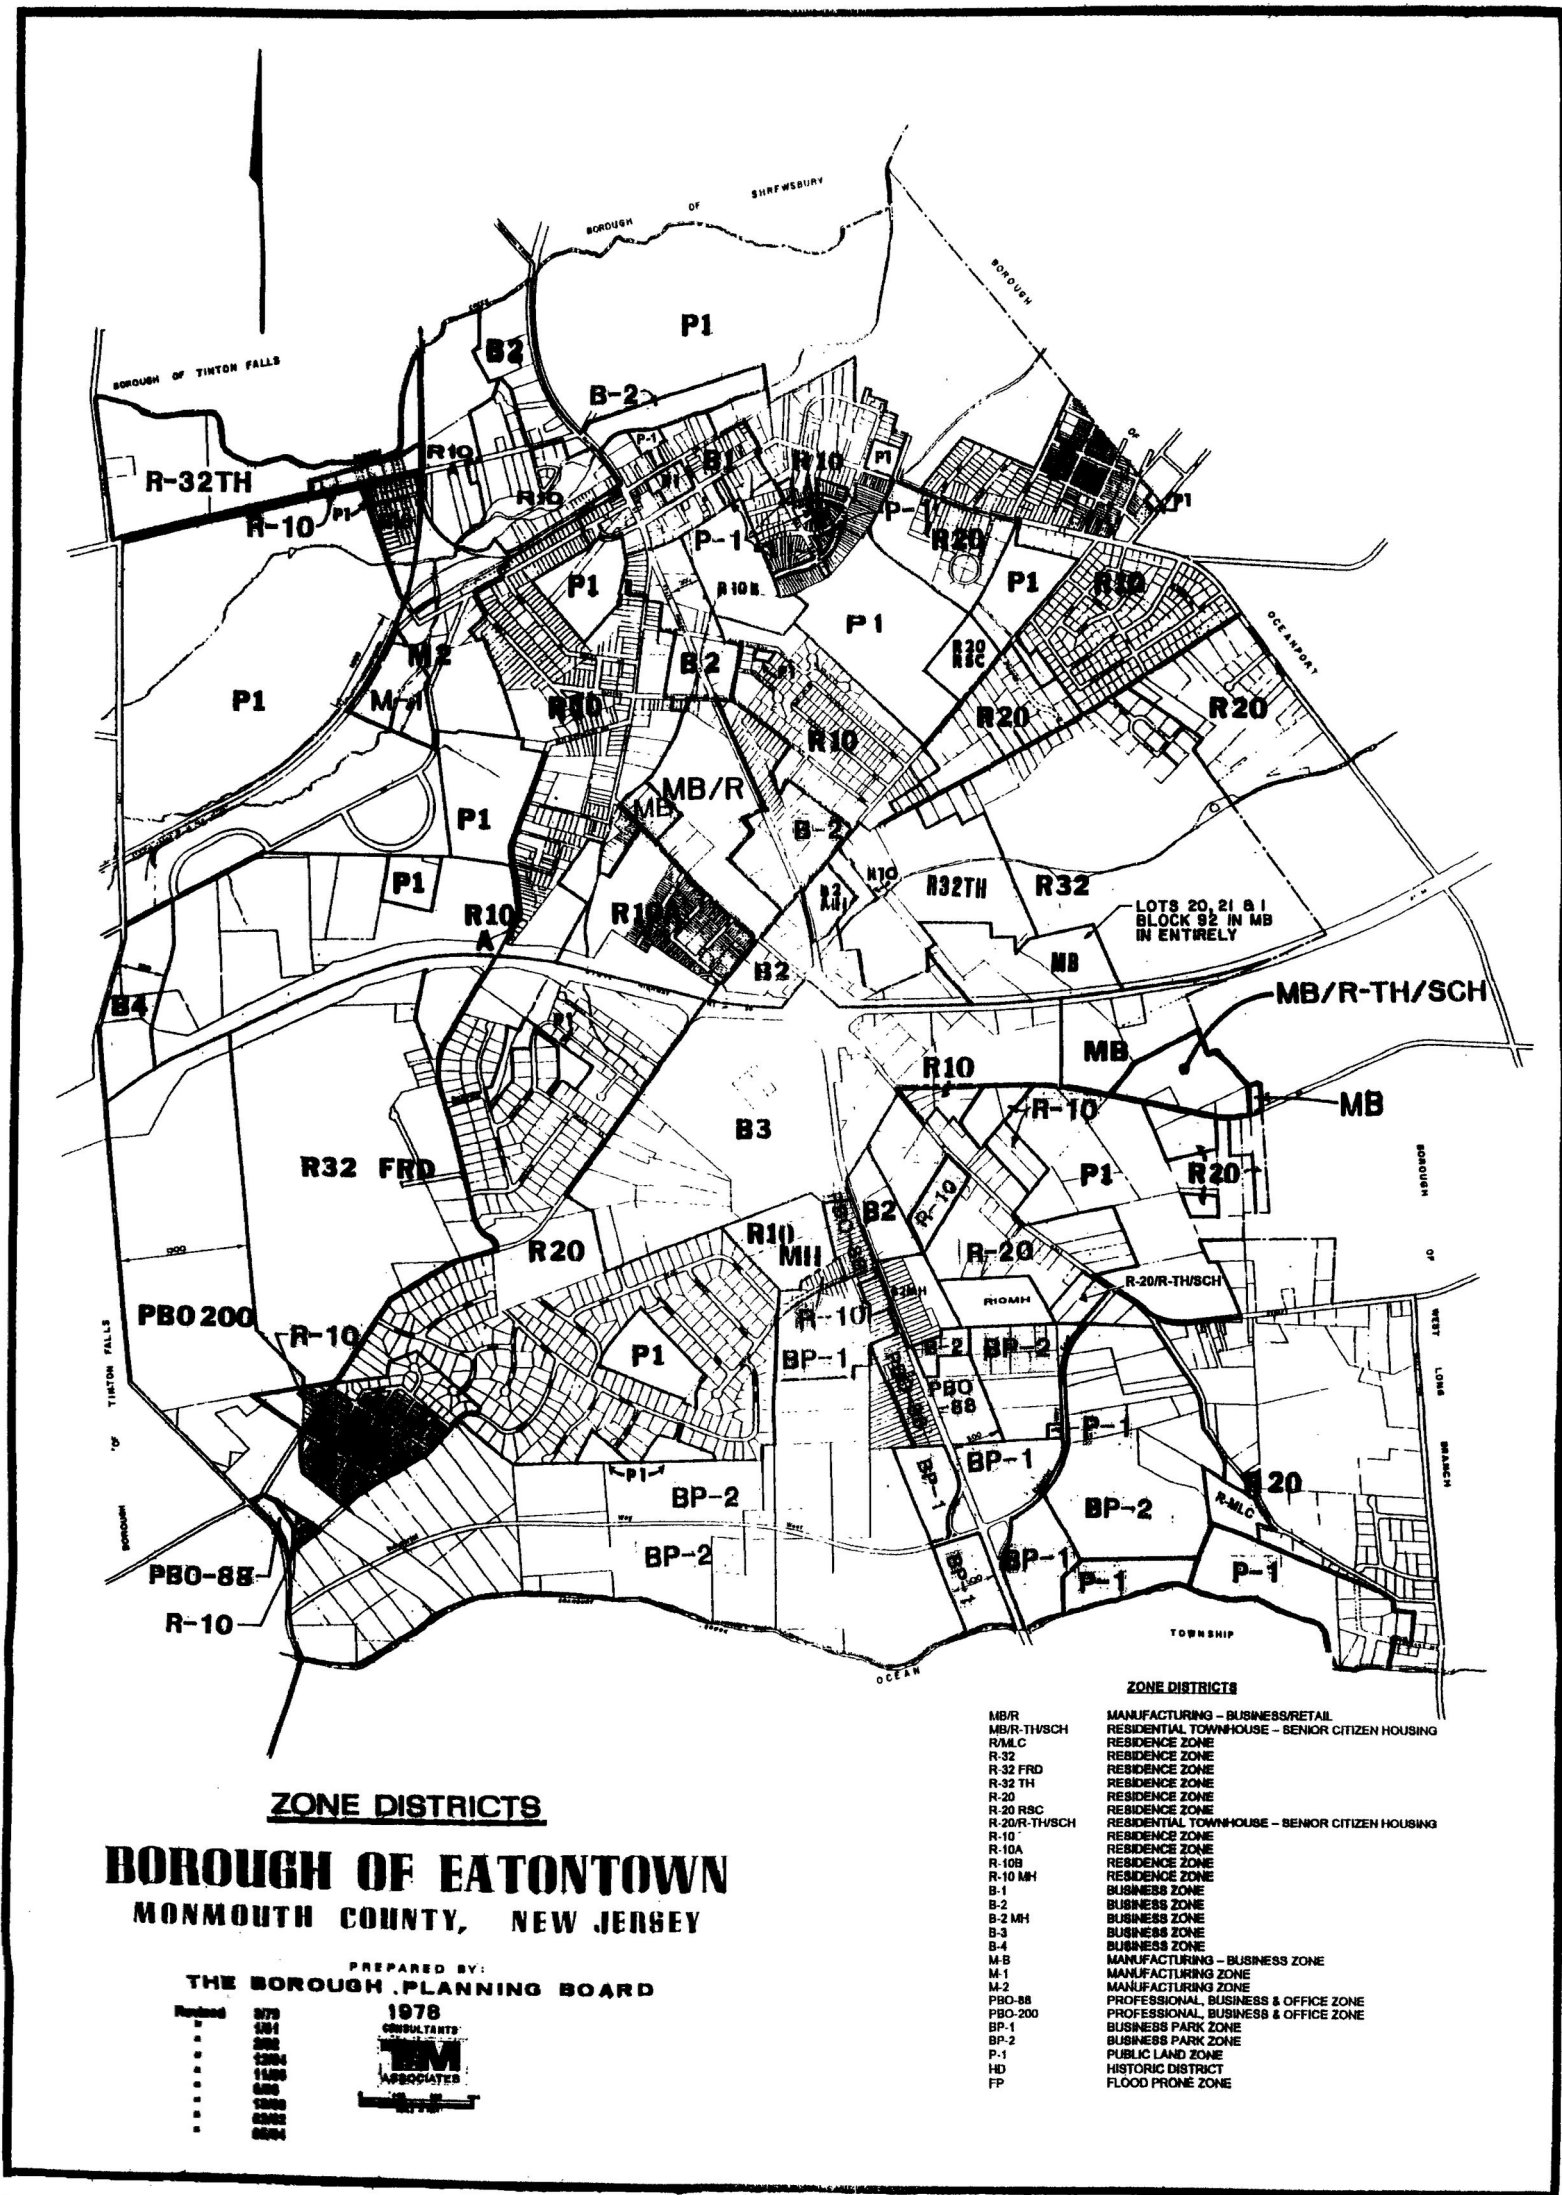 SHREWSBURY
OF
BOROUGH
BOROUGH
P1
BOROUGH OF TINTON FALLS
B2
B-2
OF
P-1
R10
B1
R10
P1
R-32TH
R10
P1
R-10
P1
P-1
P-1
R20
P1
P1
R10
R10B
P1
OCEANPORT
M2
B2
R20
RSC
P1
M-1
R20
R20
R10
MB/R
MB
P1
B-2
P1
R10
R32TH
R32
R10
A
R10A
LOTS 20, 21 & 1
BLOCK 92 IN MB
IN ENTIRELY
B2
MB
B4
MB/R-TH/SCH
P1
MB
R10
R-10
MB
B3
R32 FRD
P1
R20
BOROUGH
B2
R-10
R10
MH
R20
R-20
OF
R-20/R-TH/SCH
R10MH
PBO 200
R-10
R-10
WEST
P1
BP-1
B-2
BP-2
TINTON FALLS
LONG
PBO
-88
P-1
OF
BP-1
BP-1
BRANCH
P1
BP-2
R20
R-MLC
BP-2
BOROUGH
BP-2
BP-1
BP-1
P-1
P-1
PBO-88
R-10
TOWNSHIP
OCEAN
ZONE DISTRICTS
MB/R MANUFACTURING - BUSINESS/RETAIL
MB/R-TH/SCH RESIDENTIAL TOWNHOUSE - SENIOR CITIZEN HOUSING
R/MLC RESIDENCE ZONE
R-32 RESIDENCE ZONE
R-32 FRD RESIDENCE ZONE
R-32 TH RESIDENCE ZONE
R-20 RESIDENCE ZONE
R-20 RSC RESIDENCE ZONE
R-20/R-TH/SCH RESIDENTIAL TOWNHOUSE - SENIOR CITIZEN HOUSING
R-10 RESIDENCE ZONE
R-10A RESIDENCE ZONE
R-10B RESIDENCE ZONE
R-10 MH RESIDENCE ZONE
B-1 BUSINESS ZONE
B-2 BUSINESS ZONE
B-2 MH BUSINESS ZONE
B-3 BUSINESS ZONE
B-4 BUSINESS ZONE
M-B MANUFACTURING - BUSINESS ZONE
M-1 MANUFACTURING ZONE
M-2 MANUFACTURING ZONE
PBO-88 PROFESSIONAL, BUSINESS & OFFICE ZONE
PBO-200 PROFESSIONAL, BUSINESS & OFFICE ZONE
BP-1 BUSINESS PARK ZONE
BP-2 BUSINESS PARK ZONE
P-1 PUBLIC LAND ZONE
HD HISTORIC DISTRICT
FP FLOOD PRONE ZONE
ZONE DISTRICTS
BOROUGH OF EATONTOWN
MONMOUTH COUNTY, NEW JERSEY
PREPARED BY:
THE BOROUGH PLANNING BOARD
1978
CONSULTANTS
ASSOCIATES
Revised